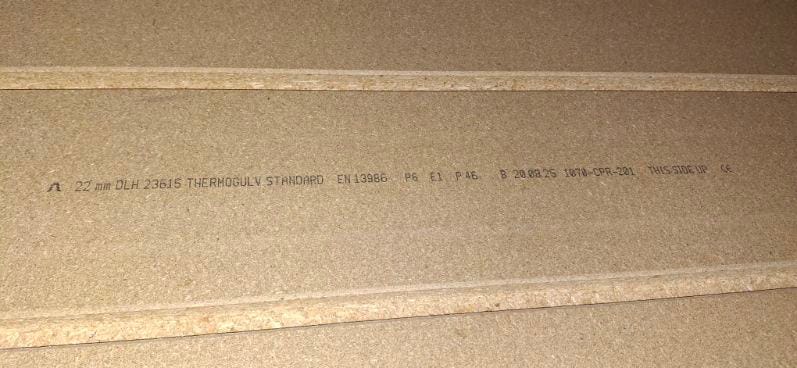 22 mm DLH 23615 THERMOGULV STANDARD EN 13986 P6 E1 P 46 B 20.08.25 1070-CPR-201 THIS SIDE UP CE